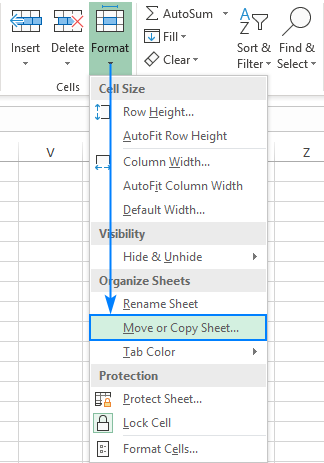 Insert Delete Format
AutoSum
Fill
Clear
Sort & Filter
Find & Select
Cells
V
Z
Cell Size
Row Height...
AutoFit Row Height
Column Width...
AutoFit Column Width
Default Width...
Visibility
Hide & Unhide
Organize Sheets
Rename Sheet
Move or Copy Sheet...
Tab Color
Protection
Protect Sheet...
Lock Cell
Format Cells...